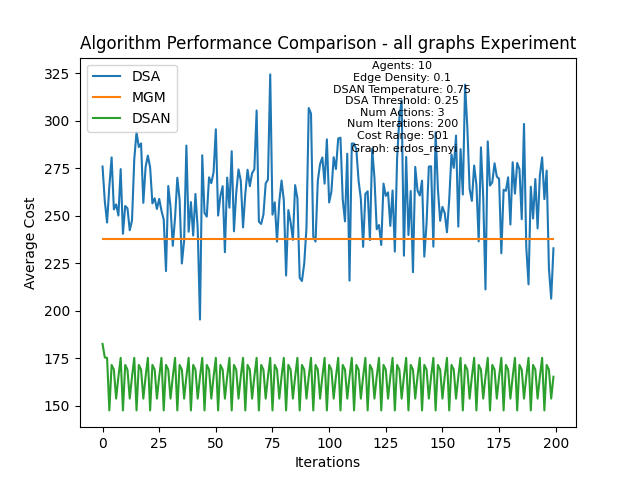 Algorithm Performance Comparison - all graphs Experiment
DSA
MGM
DSAN
Agents: 10
Edge Density: 0.1
DSAN Temperature: 0.75
DSA Threshold: 0.25
Num Actions: 3
Num Iterations: 200
Cost Range: 501
Graph: erdos_renyi
Average Cost
325
300
275
250
225
200
175
150
0
25
50
75
100
125
150
175
200
Iterations